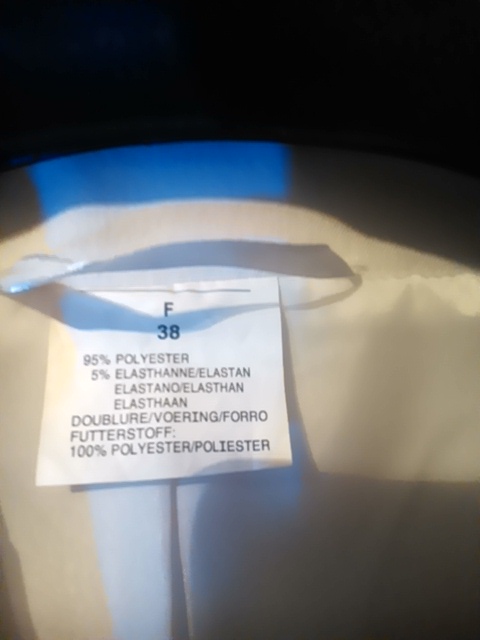 F
38
95% POLYESTER
5% ELASTHANNE/ELASTAN
ELASTANO/ELASTHAN
ELASTHAAN
DOUBLURE/VOERING/FORRO
FUTTERSTOFF:
100% POLYESTER/POLIESTER